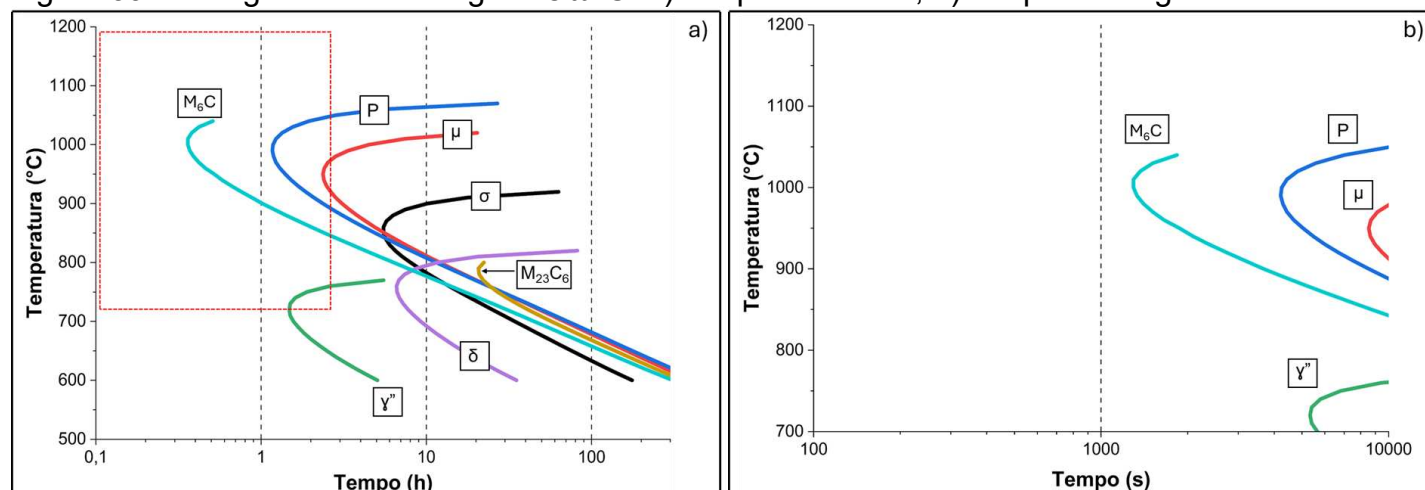 a)
1200
1100
1000
900
800
700
600
500
Temperatura (°C)
M₆C
P
μ
σ
M₂₃C₆
δ
ɣ”
0,1
1
10
100
Tempo (h)
b)
1200
1100
1000
900
800
700
Temperatura (°C)
M₆C
P
μ
ɣ”
100
1000
10000
Tempo (s)